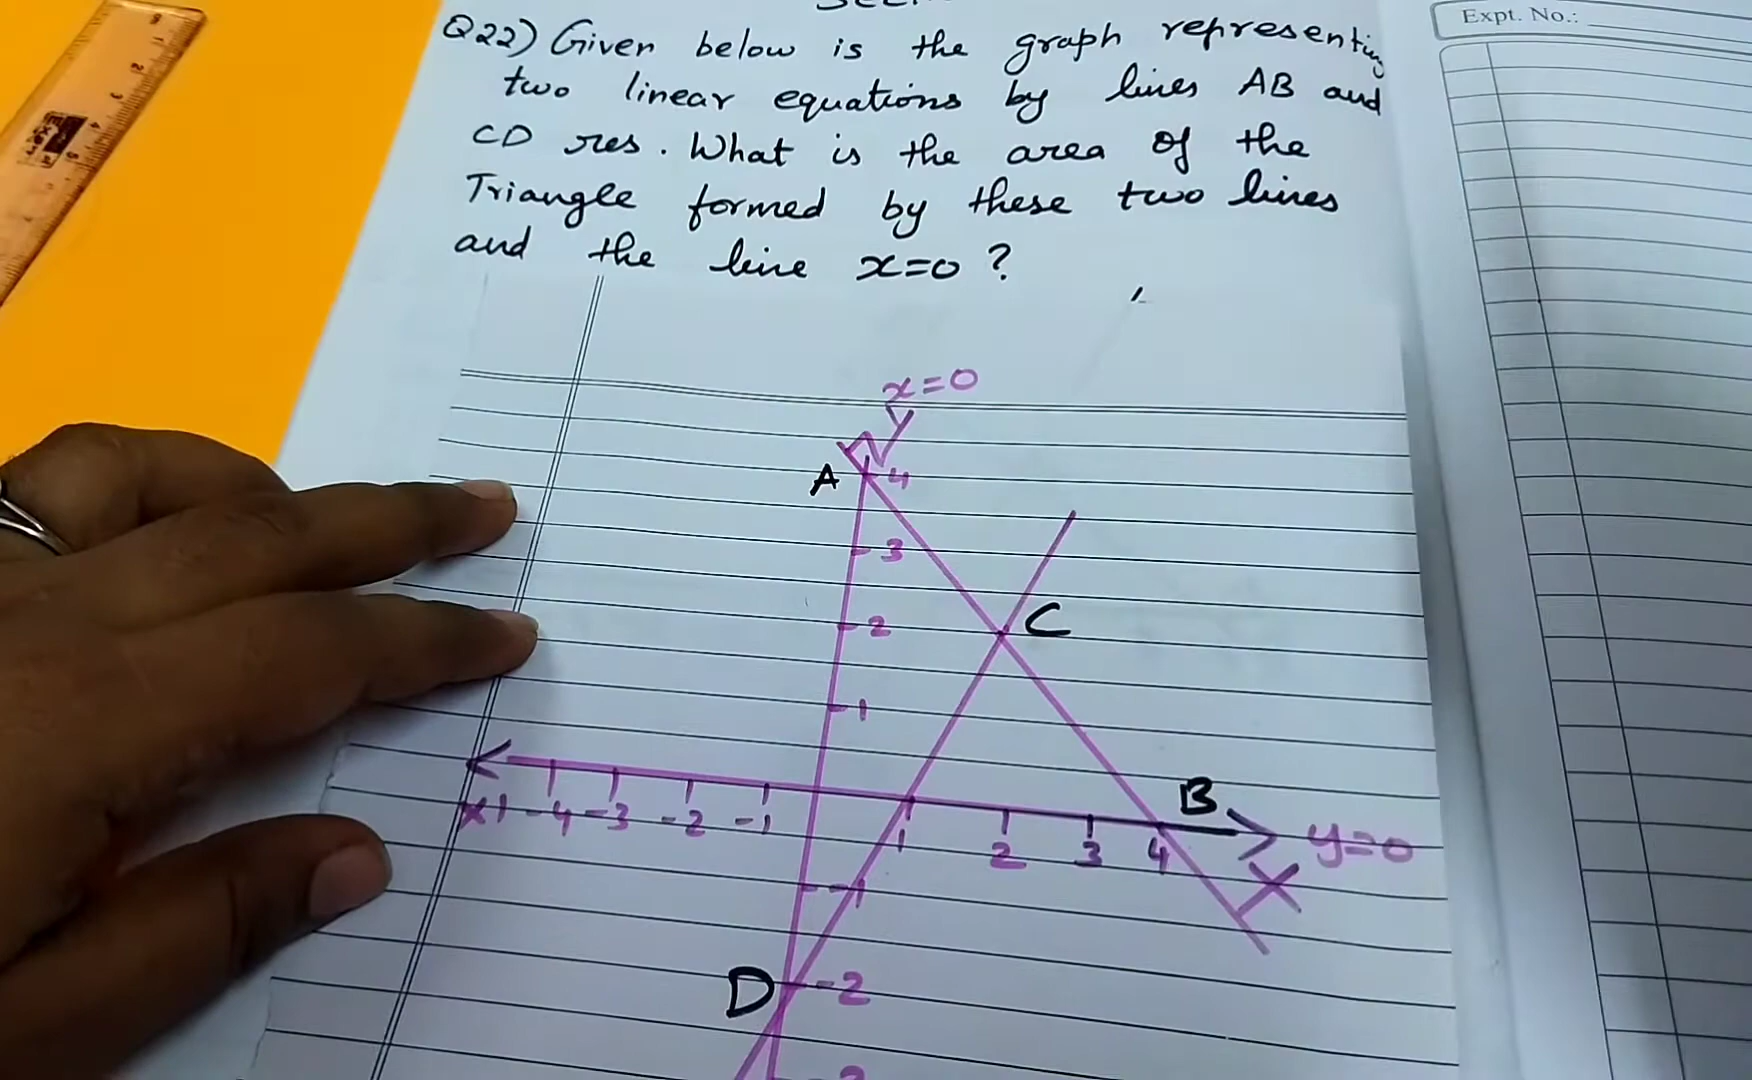 Q22) Given below is the graph representing
two linear equations by lines AB and
CD res. What is the area of the
Triangle formed by these two lines
and the line x=0 ?
Expt. No.:
x=0
Y
A 4
3
2 C
1
B
X' -4 -3 -2 -1 1 2 3 4 y=0
X
-1
D -2